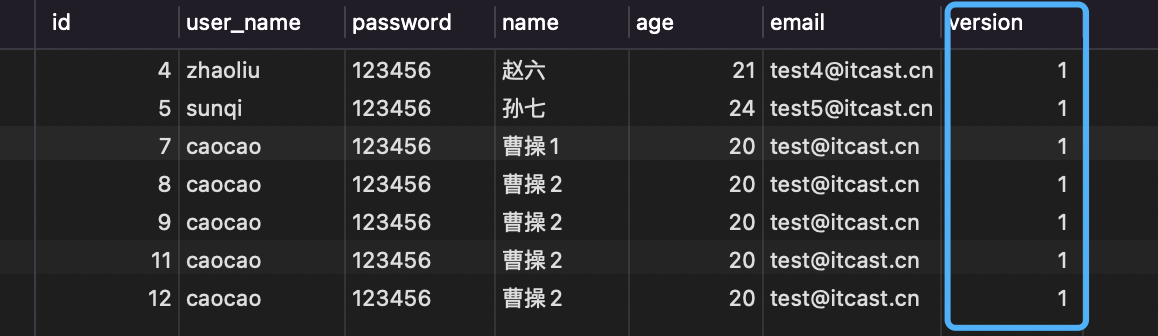 id user_name password name age email version
4 zhaoliu 123456 赵六 21 test4@itcast.cn 1
5 sunqi 123456 孙七 24 test5@itcast.cn 1
7 caocao 123456 曹操1 20 test@itcast.cn 1
8 caocao 123456 曹操2 20 test@itcast.cn 1
9 caocao 123456 曹操2 20 test@itcast.cn 1
11 caocao 123456 曹操2 20 test@itcast.cn 1
12 caocao 123456 曹操2 20 test@itcast.cn 1